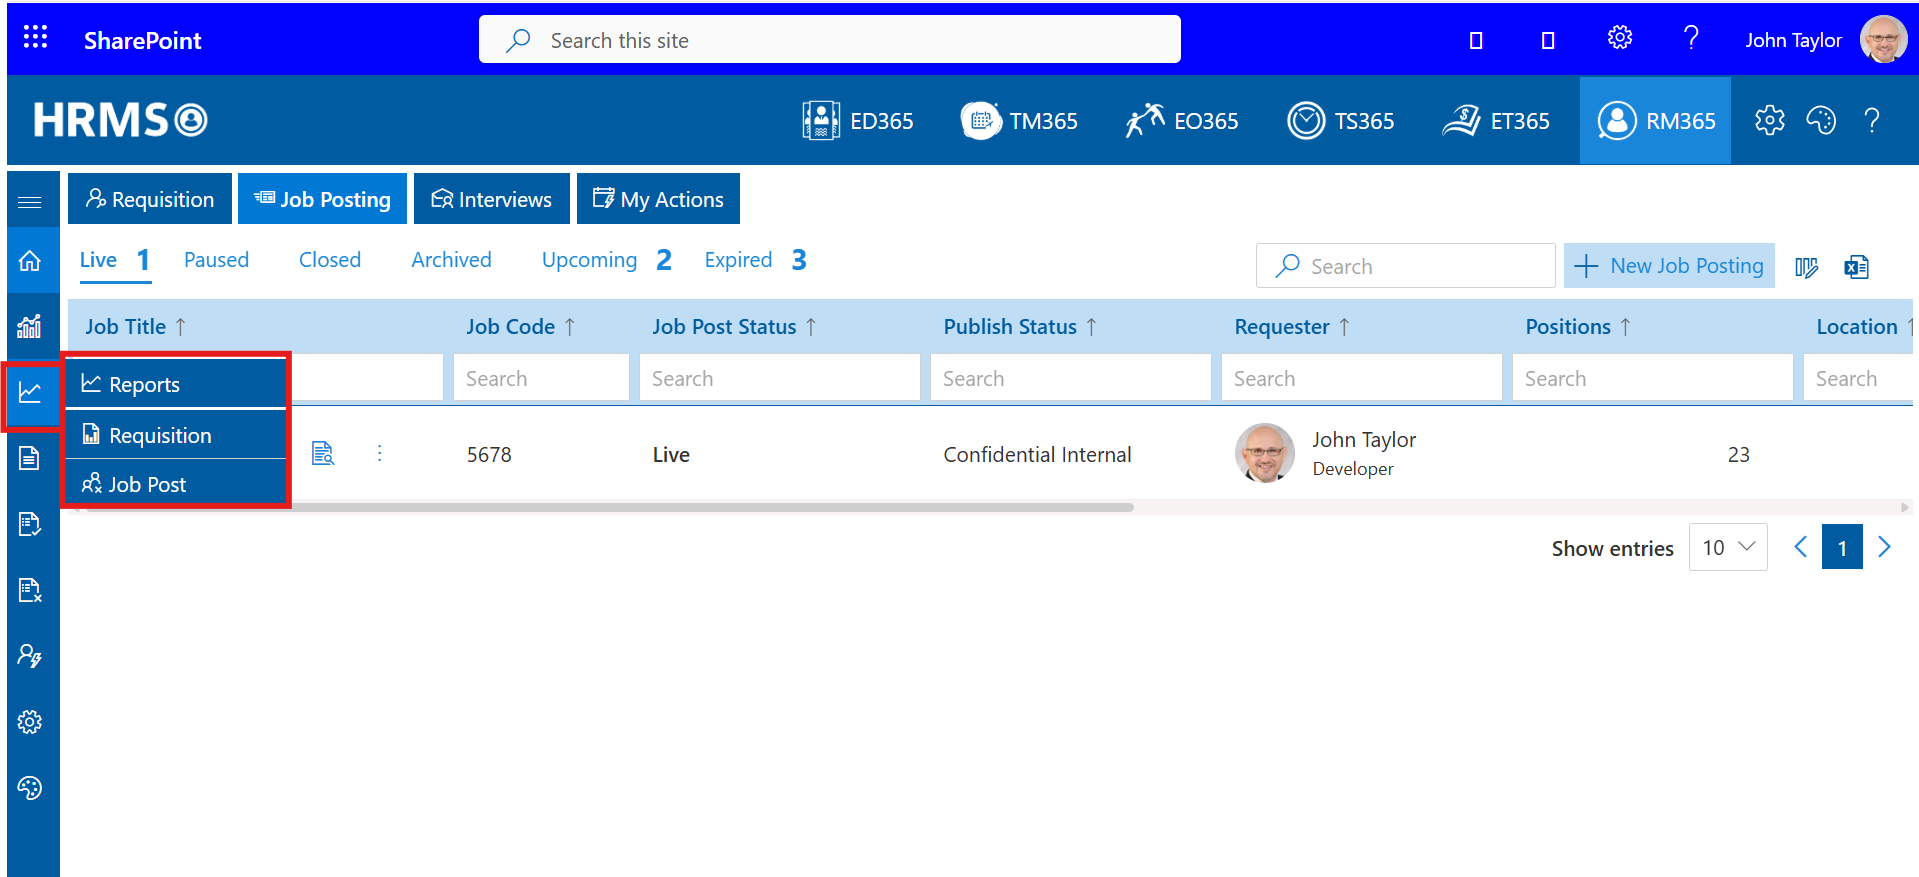 SharePoint
Search this site
John Taylor
HRMS
ED365
TM365
EO365
TS365
ET365
RM365
Requisition
Job Posting
Interviews
My Actions
Live 1
Paused
Closed
Archived
Upcoming 2
Expired 3
Search
New Job Posting
Job Title ↑
Job Code ↑
Job Post Status ↑
Publish Status ↑
Requester ↑
Positions ↑
Location ↑
Search
Search
Search
Search
Search
Search
Reports
Requisition
Job Post
5678
Live
Confidential Internal
John Taylor
Developer
23
Show entries
10
1